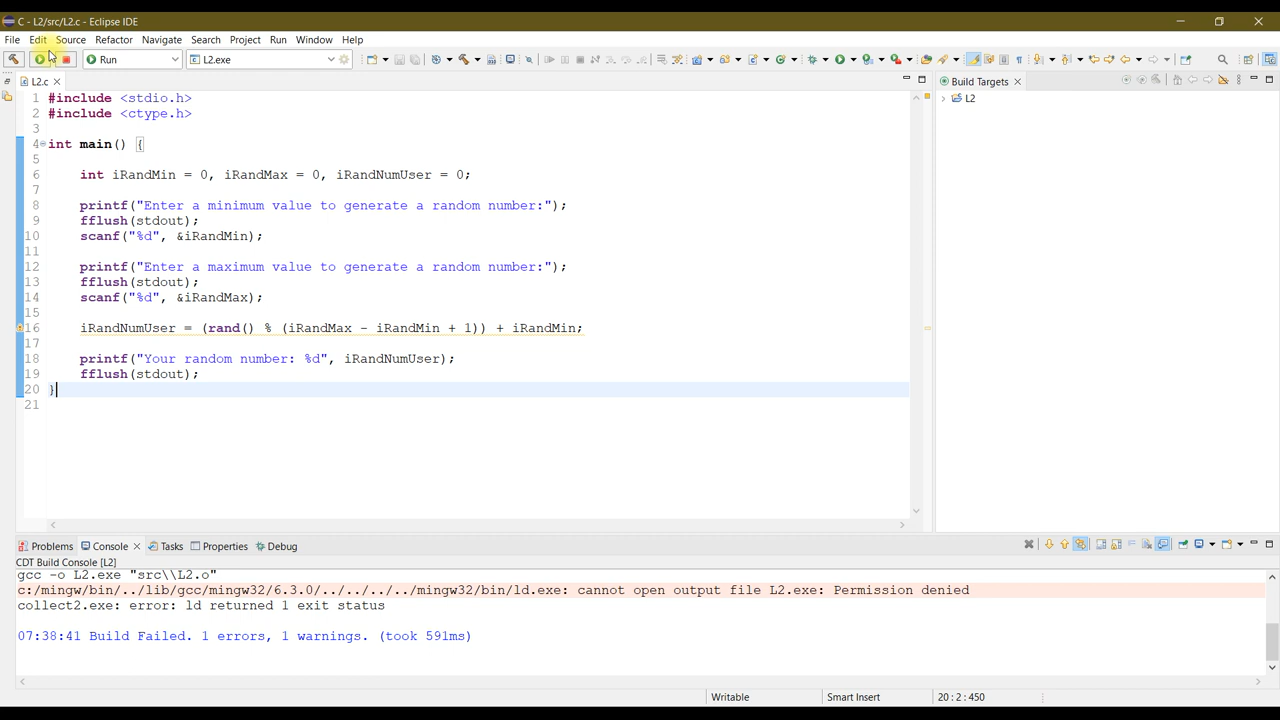 C - L2/src/L2.c - Eclipse IDE
File Edit Source Refactor Navigate Search Project Run Window Help
Run L2.exe
L2.c
Build Targets
L2
1 #include <stdio.h>
2 #include <ctype.h>
3
4 int main() {
5
6 int iRandMin = 0, iRandMax = 0, iRandNumUser = 0;
7
8 printf("Enter a minimum value to generate a random number:");
9 fflush(stdout);
10 scanf("%d", &iRandMin);
11
12 printf("Enter a maximum value to generate a random number:");
13 fflush(stdout);
14 scanf("%d", &iRandMax);
15
16 iRandNumUser = (rand() % (iRandMax - iRandMin + 1)) + iRandMin;
17
18 printf("Your random number: %d", iRandNumUser);
19 fflush(stdout);
20 }
21
Problems Console Tasks Properties Debug
CDT Build Console [L2]
gcc -o L2.exe "src\\L2.o"
c:/mingw/bin/../lib/gcc/mingw32/6.3.0/../../../../mingw32/bin/ld.exe: cannot open output file L2.exe: Permission denied
collect2.exe: error: ld returned 1 exit status
07:38:41 Build Failed. 1 errors, 1 warnings. (took 591ms)
Writable Smart Insert 20 : 2 : 450